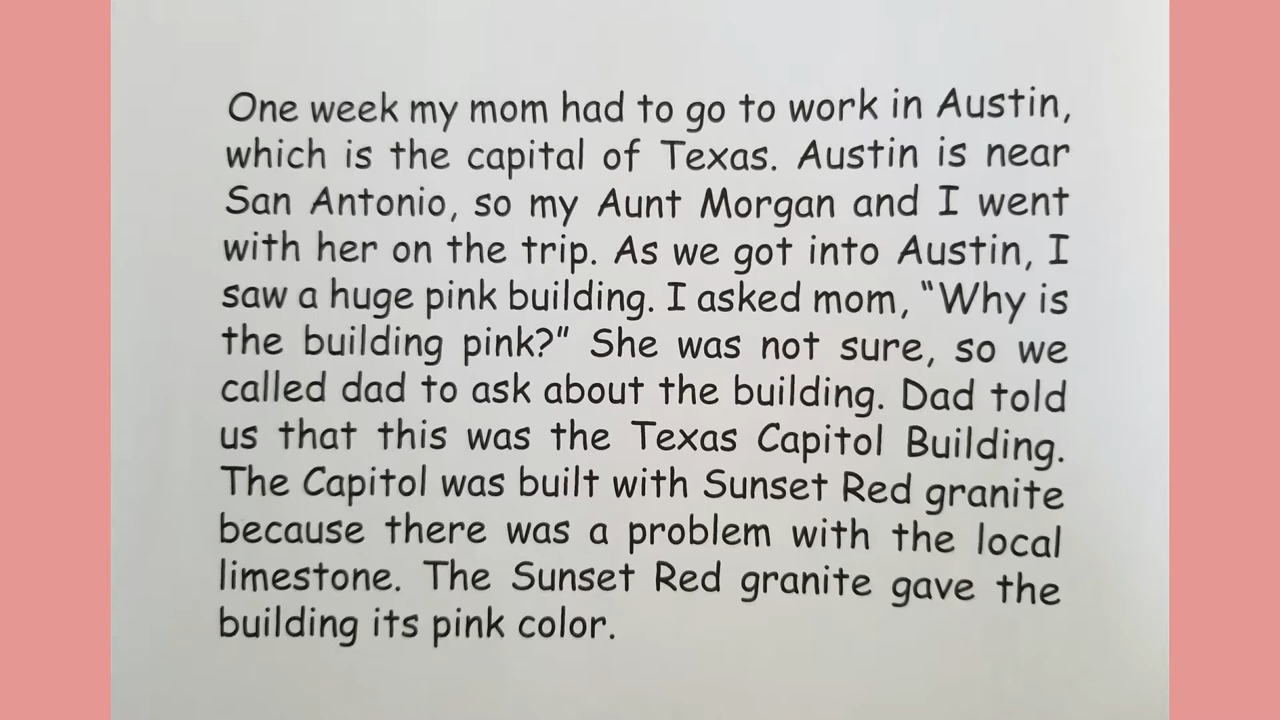 One week my mom had to go to work in Austin,
which is the capital of Texas. Austin is near
San Antonio, so my Aunt Morgan and I went
with her on the trip. As we got into Austin, I
saw a huge pink building. I asked mom, "Why is
the building pink?" She was not sure, so we
called dad to ask about the building. Dad told
us that this was the Texas Capitol Building.
The Capitol was built with Sunset Red granite
because there was a problem with the local
limestone. The Sunset Red granite gave the
building its pink color.